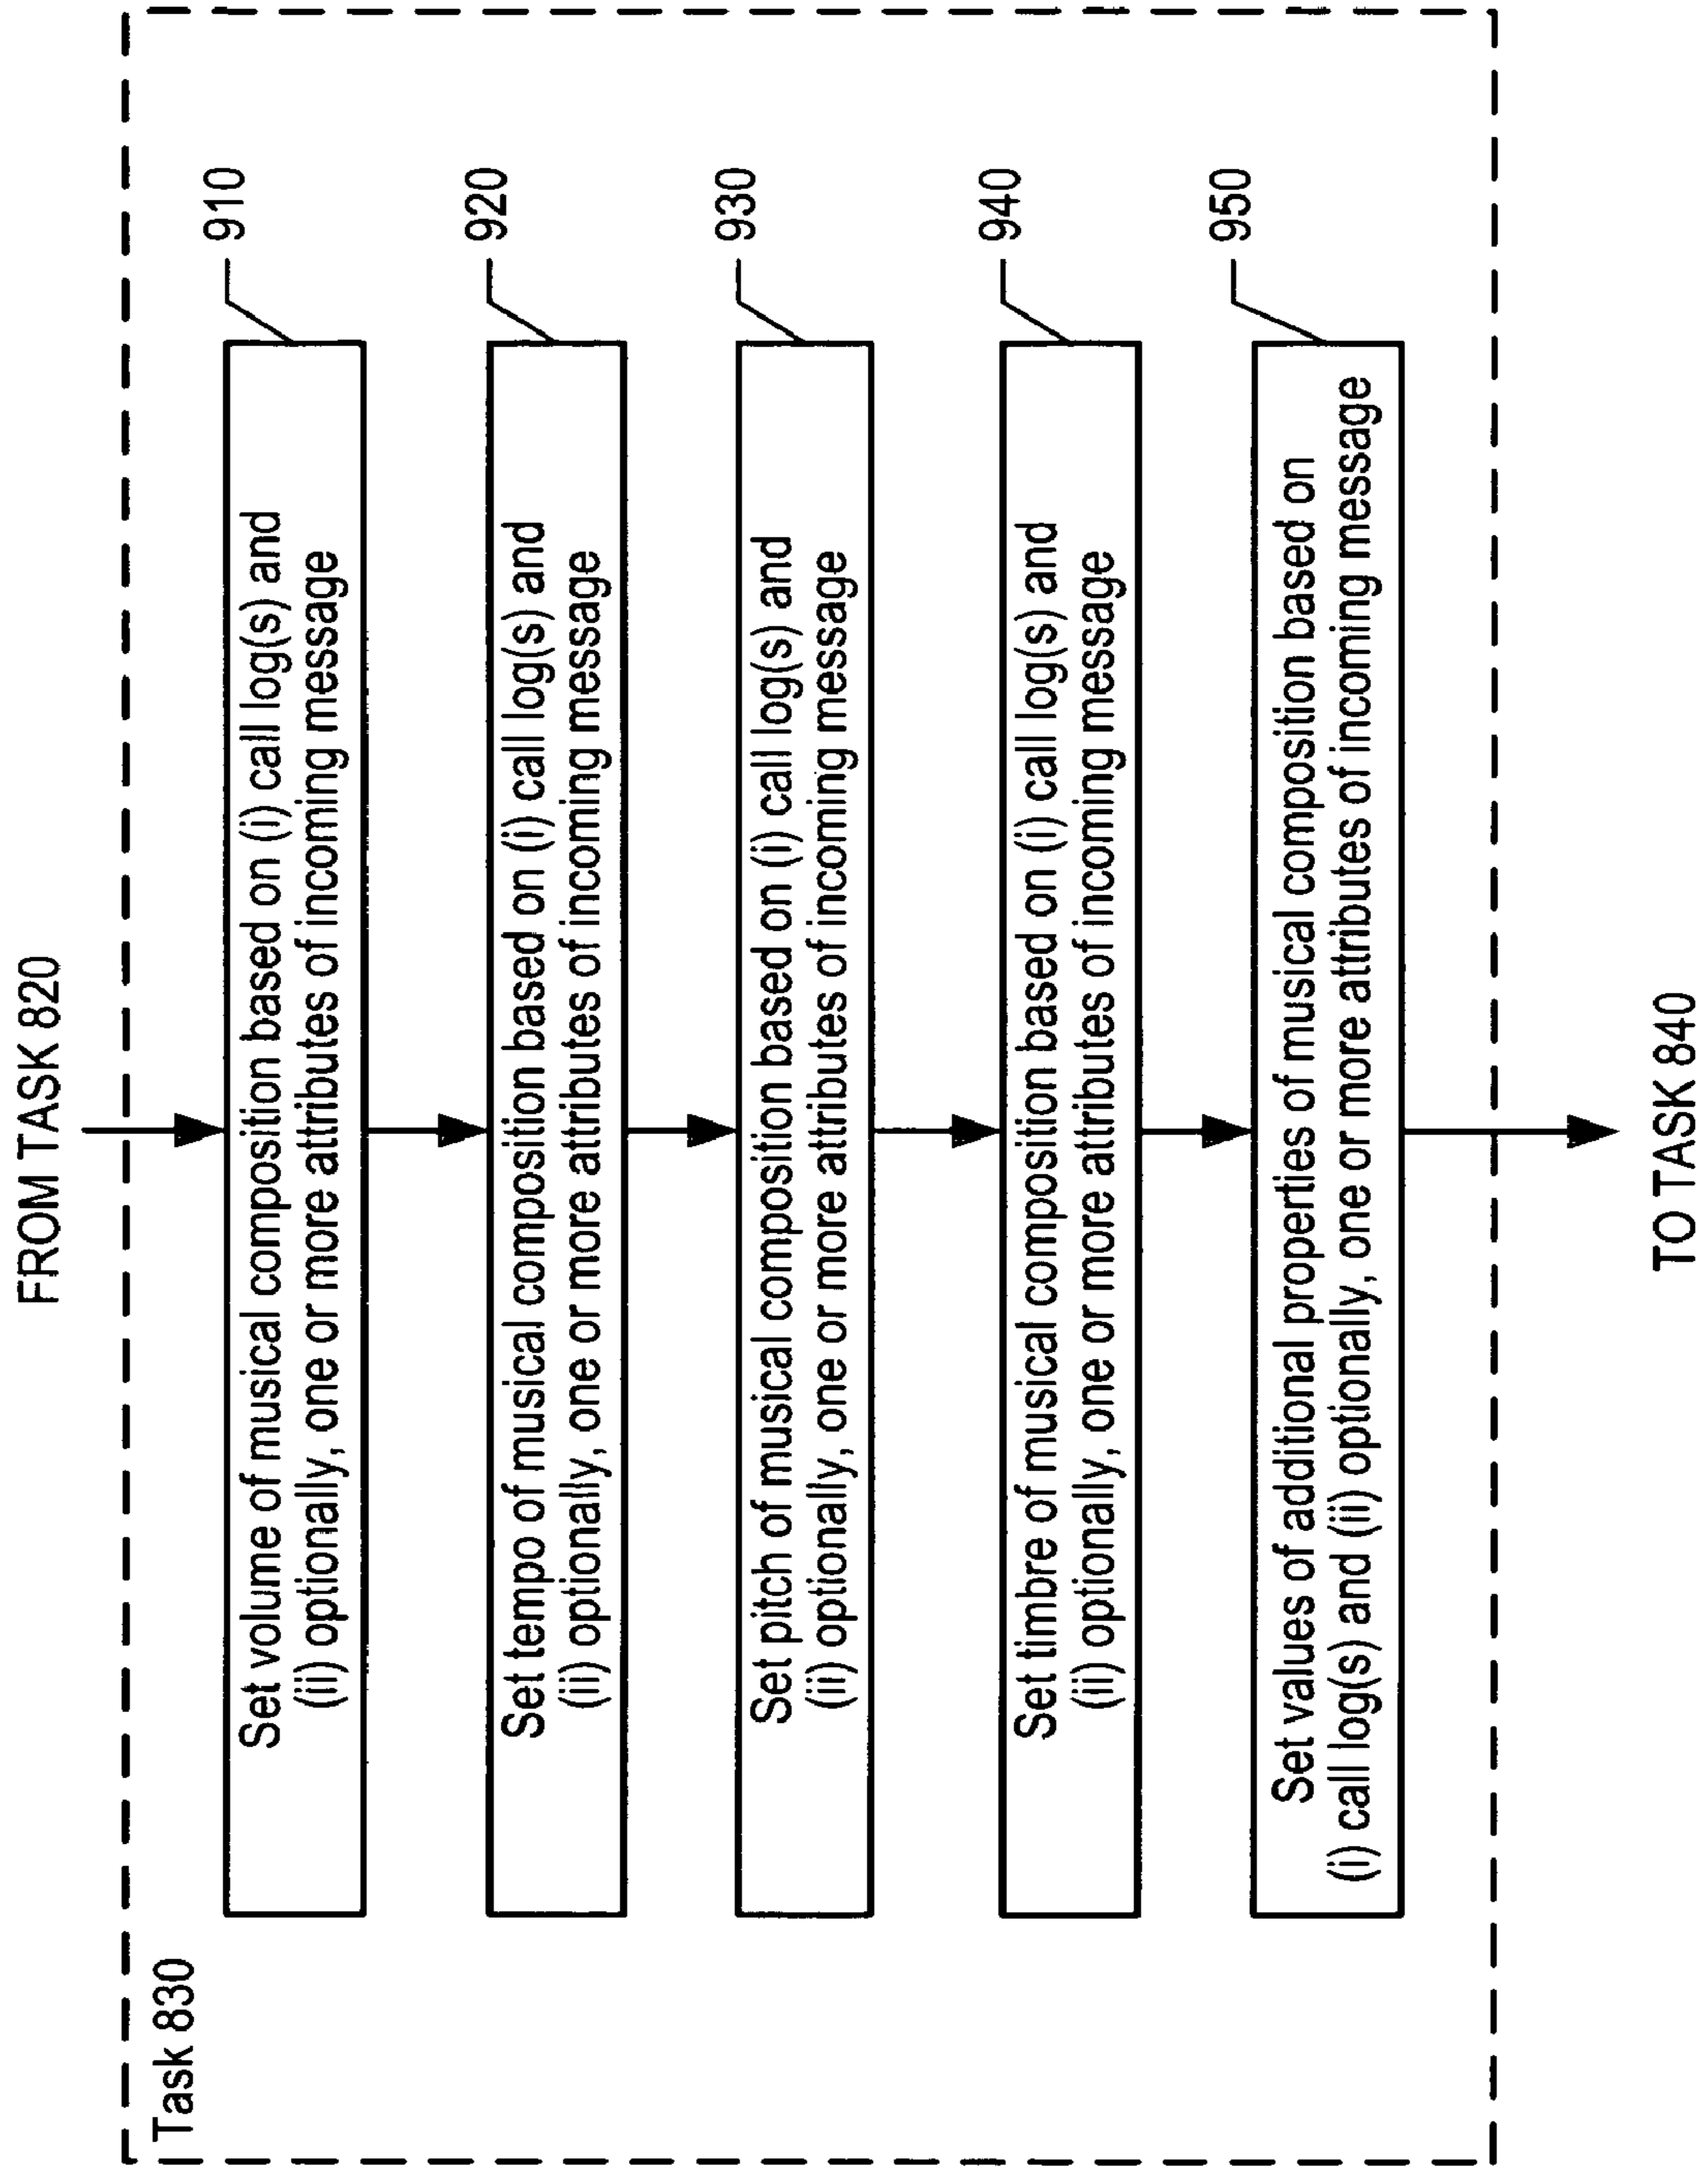 FROM TASK 820
Task 830
Set volume of musical composition based on (i) call log(s) and
(ii) optionally, one or more attributes of incoming message
910
Set tempo of musical composition based on (i) call log(s) and
(ii) optionally, one or more attributes of incoming message
920
Set pitch of musical composition based on (i) call log(s) and
(ii) optionally, one or more attributes of incoming message
930
Set timbre of musical composition based on (i) call log(s) and
(ii) optionally, one or more attributes of incoming message
940
Set values of additional properties of musical composition based on
(i) call log(s) and (ii) optionally, one or more attributes of incoming message
950
TO TASK 840